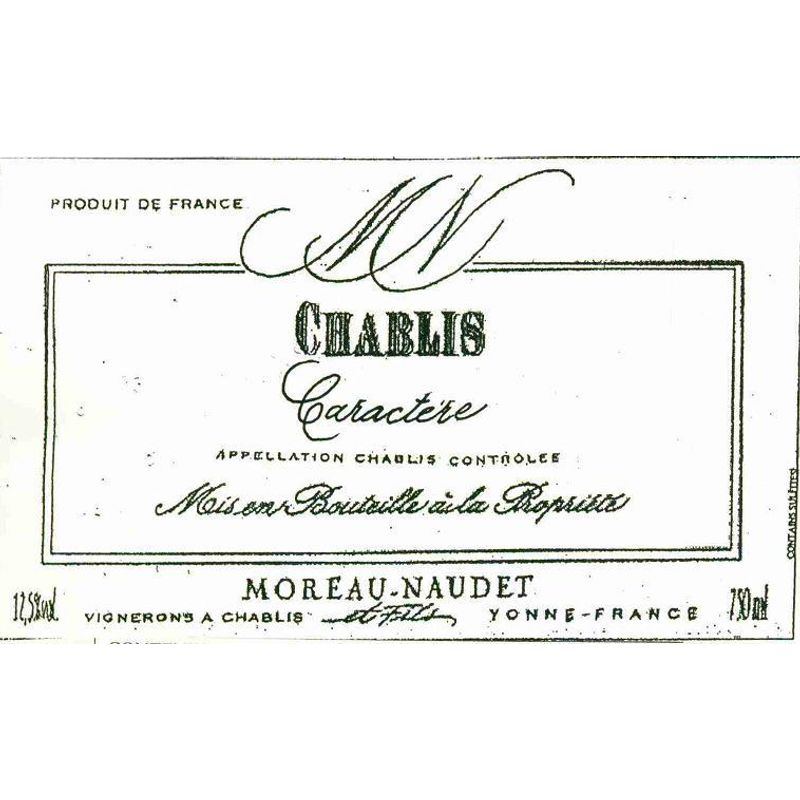 PRODUIT DE FRANCE
MN
CHABLIS
Caractère
APPELLATION CHABLIS CONTRÔLÉE
Mis en Bouteille à la Propriété
MOREAU-NAUDET
12,5%vol. VIGNERONS A CHABLIS et Fils YONNE-FRANCE 750 ml
CONTAINS SULFITES